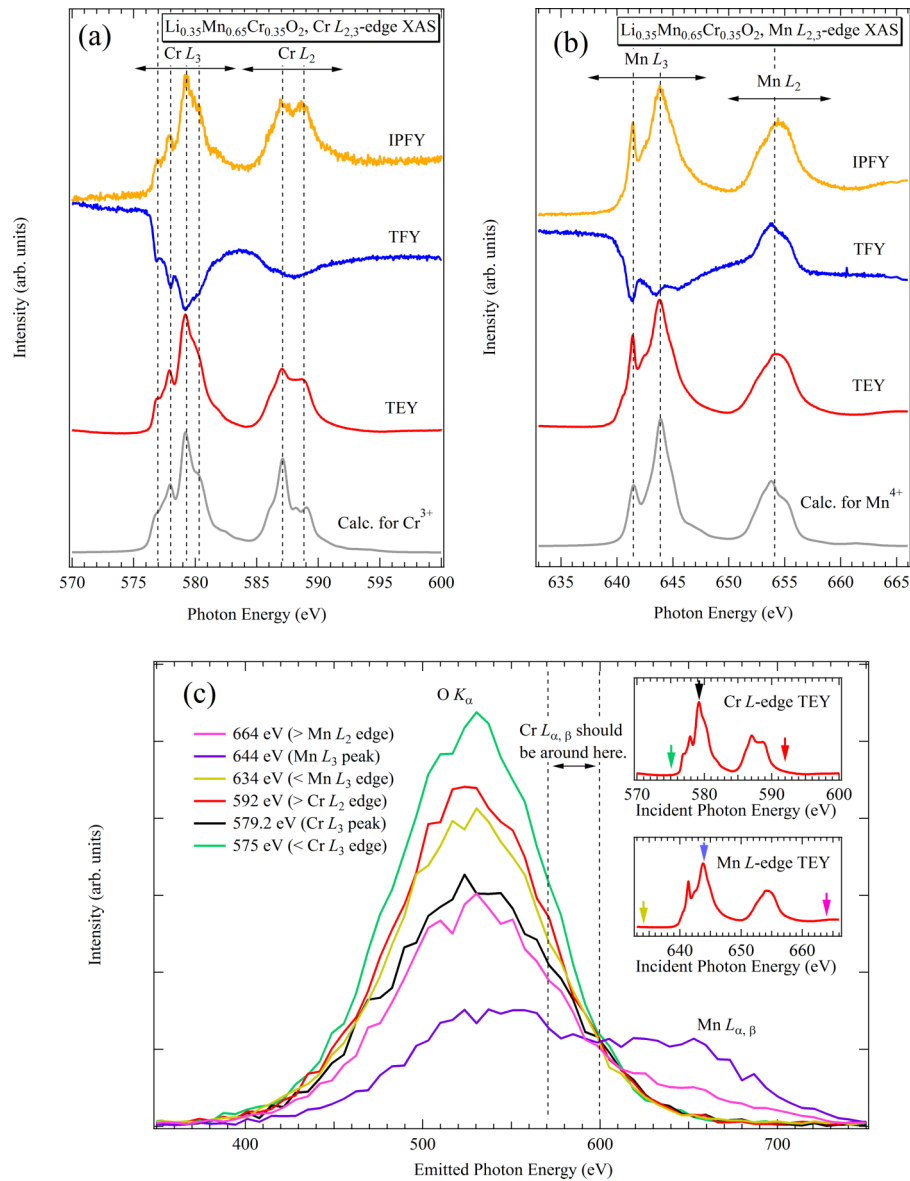 (a)
Li0.35Mn0.65Cr0.35O2, Cr L2,3-edge XAS
Cr L3
Cr L2
IPFY
TFY
TEY
Calc. for Cr3+
Intensity (arb. units)
570 575 580 585 590 595 600
Photon Energy (eV)
(b)
Li0.35Mn0.65Cr0.35O2, Mn L2,3-edge XAS
Mn L3
Mn L2
IPFY
TFY
TEY
Calc. for Mn4+
Inensity (arb. units)
635 640 645 650 655 660 665
Photon Energy (eV)
(c)
O Kα
Cr Lα, β should
be around here.
664 eV (> Mn L2 edge)
644 eV (Mn L3 peak)
634 eV (< Mn L3 edge)
592 eV (> Cr L2 edge)
579.2 eV (Cr L3 peak)
575 eV (< Cr L3 edge)
Cr L-edge TEY
570 580 590 600
Incident Photon Energy (eV)
Mn L-edge TEY
640 650 660
Incident Photon Energy (eV)
Mn Lα, β
Intensity (arb. units)
400 500 600 700
Emitted Photon Energy (eV)